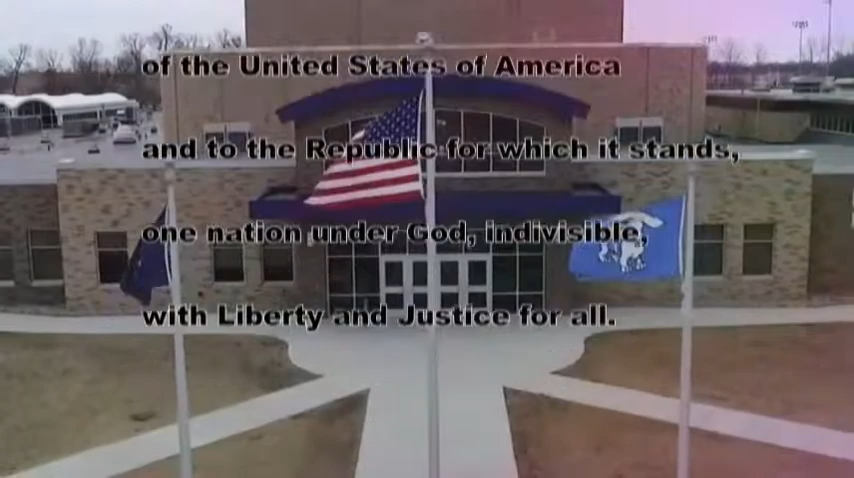 of the United States of America
and to the Republic for which it stands,
one nation under God, indivisible,
with Liberty and Justice for all.